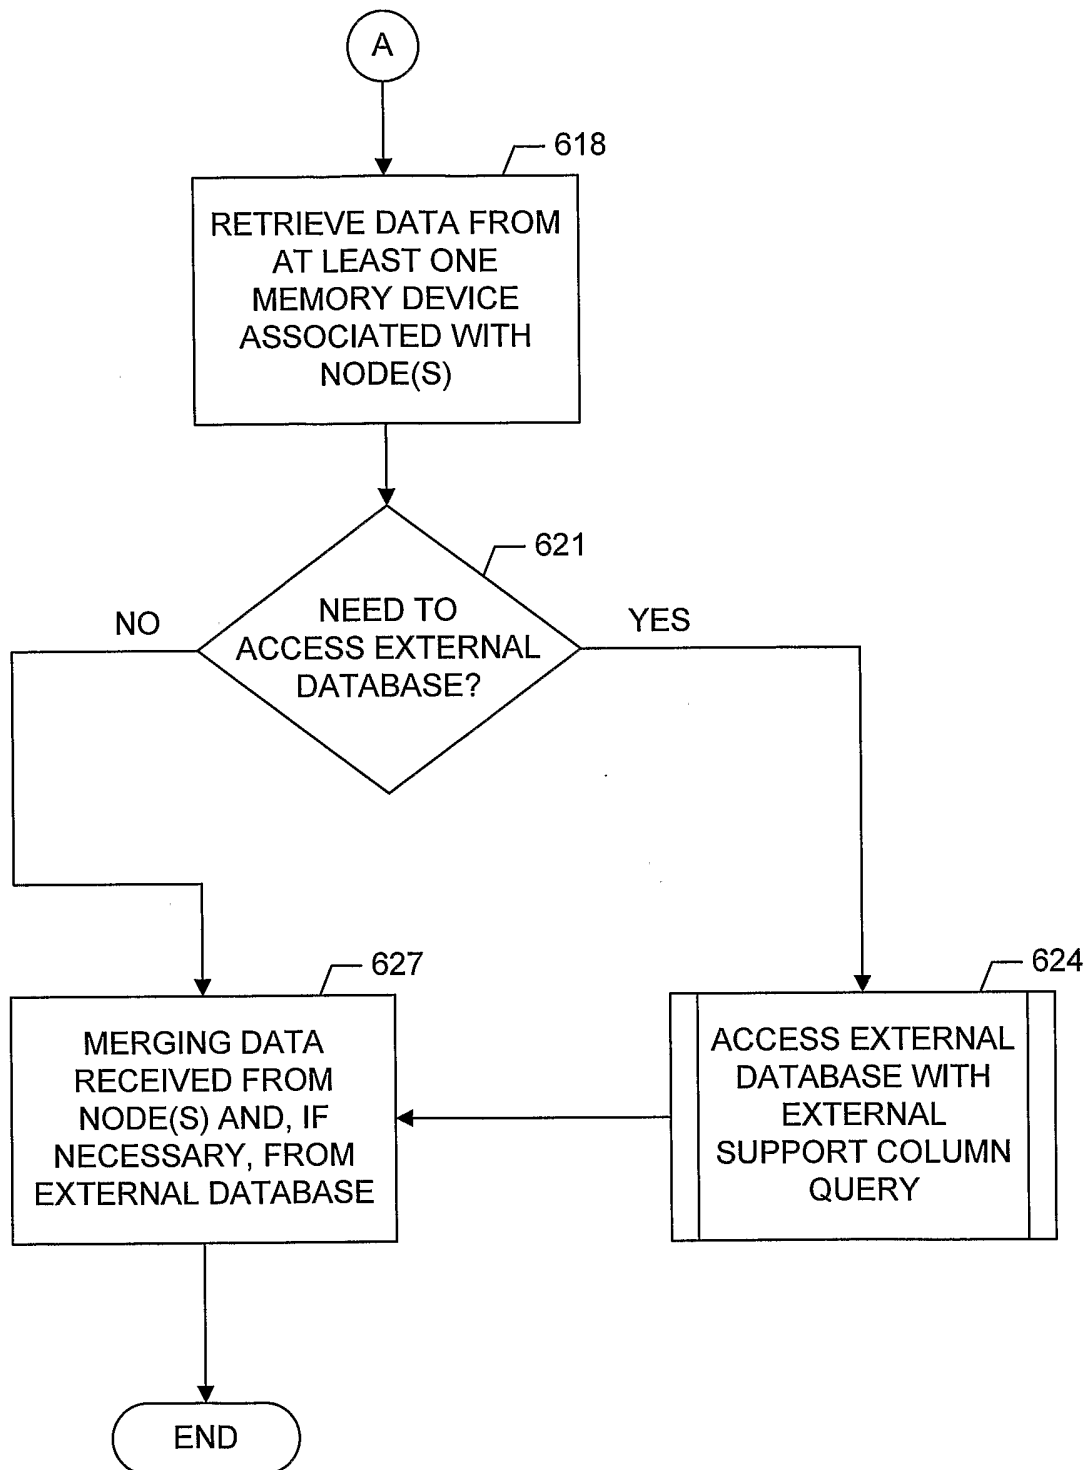 A
618
RETRIEVE DATA FROM
AT LEAST ONE
MEMORY DEVICE
ASSOCIATED WITH
NODE(S)
621
NEED TO
ACCESS EXTERNAL
DATABASE?
NO
YES
627
MERGING DATA
RECEIVED FROM
NODE(S) AND, IF
NECESSARY, FROM
EXTERNAL DATABASE
624
ACCESS EXTERNAL
DATABASE WITH
EXTERNAL
SUPPORT COLUMN
QUERY
END